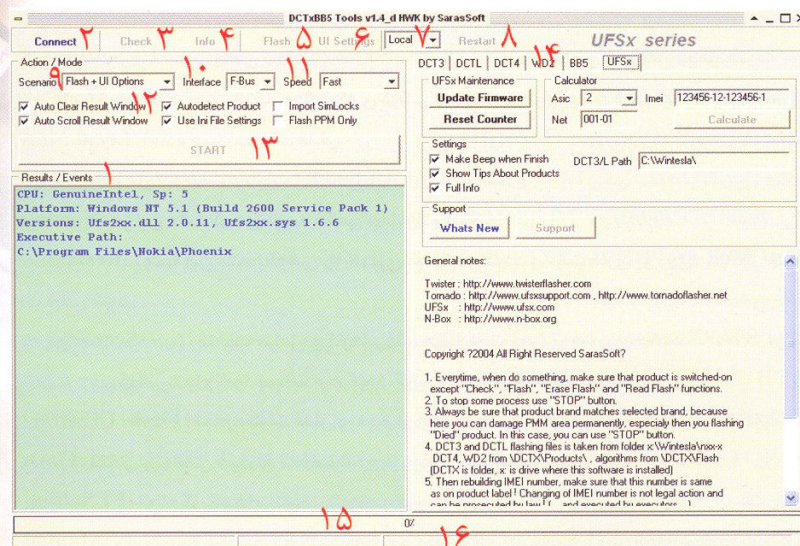 DCTxBB5 Tools v1.4_d HWK by SarasSoft
Connect ۲ Check ۳ Info ۴ Flash ۵ UI Settings ۶ Local ۷ Restart ۸ UFSx series
Action / Mode
۹ ۱۰ ۱۱
Scenario Flash + UI Options Interface F-Bus Speed Fast
۱۲
Auto Clear Result Window Autodetect Product Import SimLocks
Auto Scroll Result Window Use Ini File Settings Flash PPM Only
START ۱۳
Results / Events ۱
CPU: GenuineIntel, Sp: 5
Platform: Windows NT 5.1 (Build 2600 Service Pack 1)
Versions: Ufs2xx.dll 2.0.11, Ufs2xx.sys 1.6.6
Executive Path:
C:\Program Files\Nokia\Phoenix
۱۴
DCT3 DCTL DCT4 WD2 BB5 UFSx
UFSx Maintenance
Update Firmware
Reset Counter
Calculator
Asic 2 Imei 123456-12-123456-1
Net 001-01 Calculate
Settings
Make Beep when Finish DCT3/L Path C:\Wintesla\
Show Tips About Products
Full Info
Support
Whats New Support
General notes:
Twister : http://www.twisterflasher.com
Tornado : http://www.ufsxsupport.com , http://www.tornadoflasher.net
UFSx : http://www.ufsx.com
N-Box : http://www.n-box.org
Copyright ?2004 All Right Reserved SarasSoft?
1. Everytime, when do something, make sure that product is switched-on
except "Check", "Flash", "Erase Flash" and "Read Flash" functions.
2. To stop some process use "STOP" button.
3. Always be sure that product brand matches selected brand, because
here you can damage PMM area permanently, especialy then you flashing
"Died" product. In this case, you can use "STOP" button.
4. DCT3 and DCTL flashing files is taken from folder x:\Wintesla\nxx-x
DCT4, WD2 from \DCTX\Products\ , algorithms from \DCTX\Flash
(DCTX is folder, x: is drive where this software is installed)
5. Then rebuilding IMEI number, make sure that this number is same
as on product label ! Changing of IMEI number is not legal action and
can be prosecuted by law ! ( .. and executed by executors .. )
۱۵ 0%
۱۶